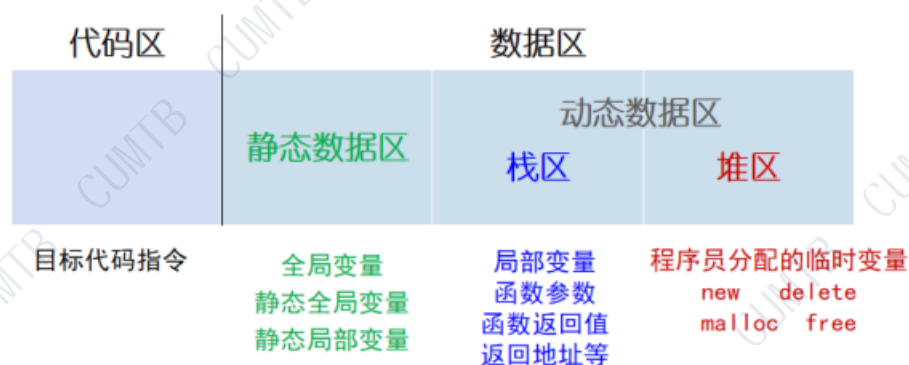 代码区 数据区
动态数据区
静态数据区 栈区 堆区
目标代码指令 全局变量 局部变量 程序员分配的临时变量
静态全局变量 函数参数 new delete
静态局部变量 函数返回值 malloc free
返回地址等
CUMTB
CUMTB
CUMTB